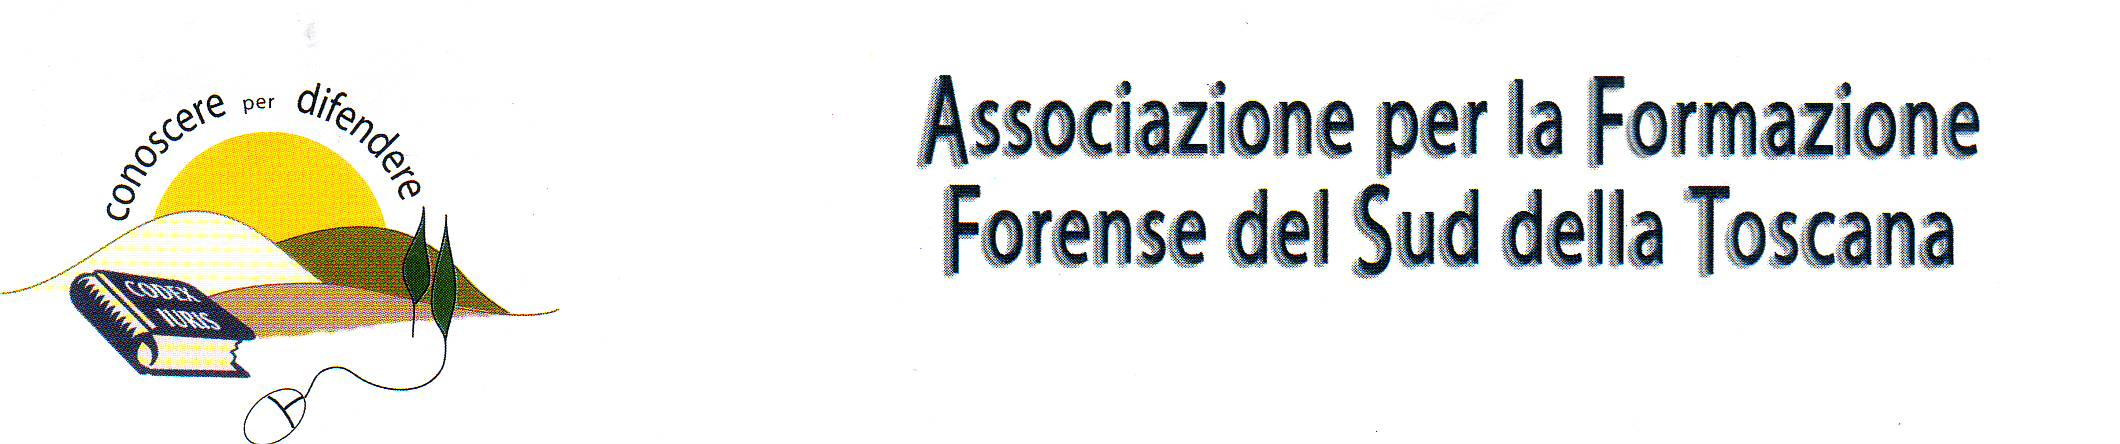 conoscere per difendere
CODEX
IURIS
Associazione per la Formazione
Forense del Sud della Toscana